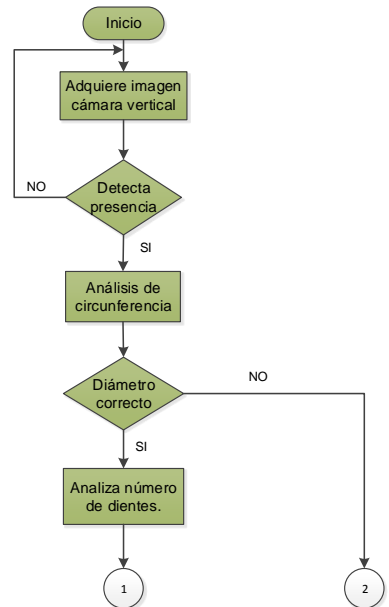 Inicio
Adquiere imagen
cámara vertical
NO
Detecta
presencia
SI
Análisis de
circunferencia
Diámetro
correcto
NO
SI
Analiza número
de dientes.
1
2